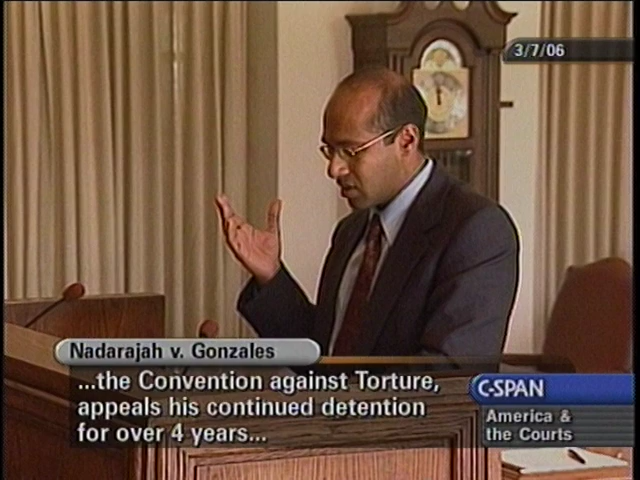 3/7/06
Nadarajah v. Gonzales
...the Convention against Torture,
appeals his continued detention
for over 4 years...
C-SPAN
America &
the Courts